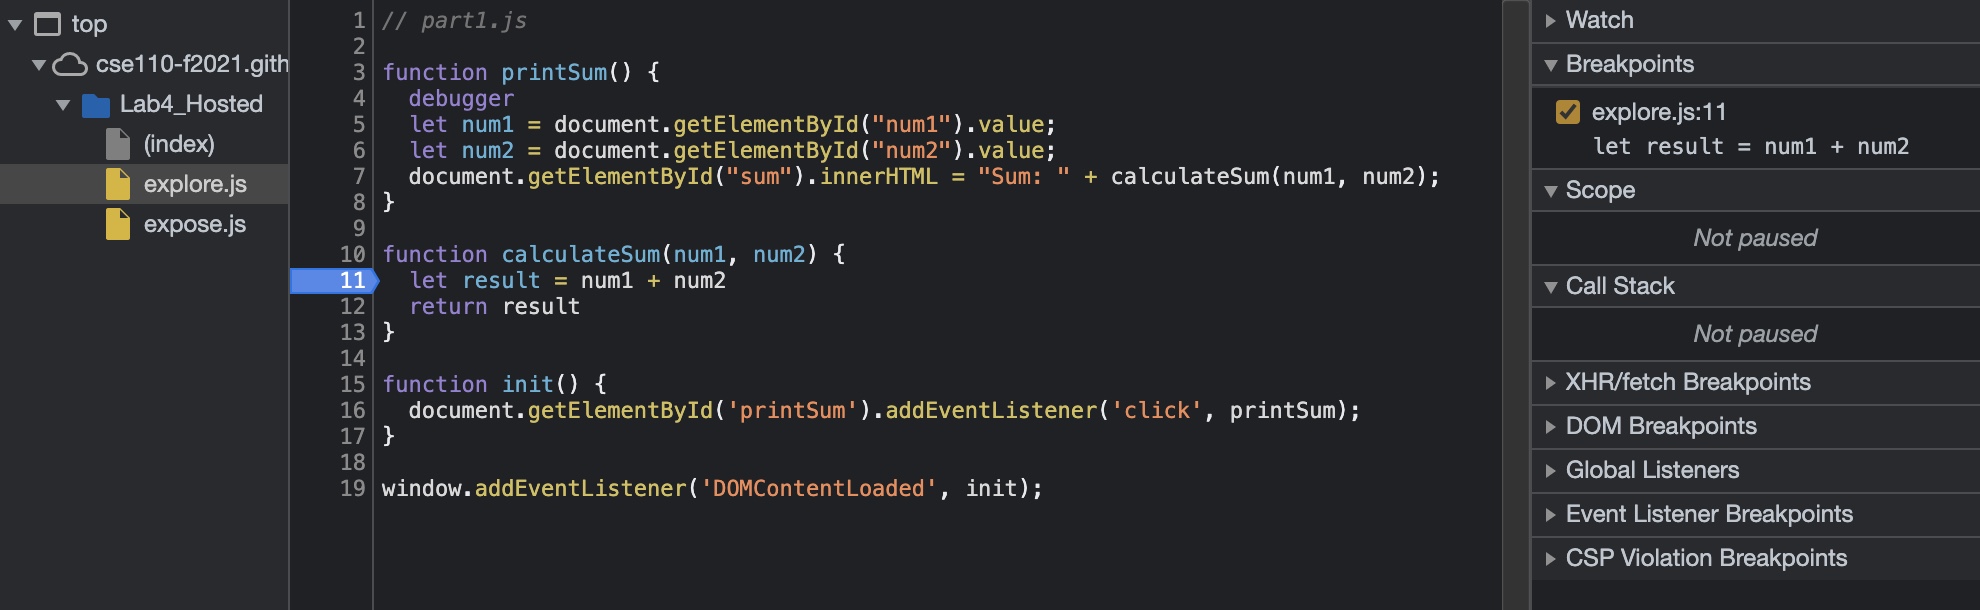 top
cse110-f2021.gith
Lab4_Hosted
(index)
explore.js
expose.js
1 // part1.js
2
3 function printSum() {
4   debugger
5   let num1 = document.getElementById("num1").value;
6   let num2 = document.getElementById("num2").value;
7   document.getElementById("sum").innerHTML = "Sum: " + calculateSum(num1, num2);
8 }
9
10 function calculateSum(num1, num2) {
11   let result = num1 + num2
12   return result
13 }
14
15 function init() {
16   document.getElementById('printSum').addEventListener('click', printSum);
17 }
18
19 window.addEventListener('DOMContentLoaded', init);
Watch
Breakpoints
explore.js:11
let result = num1 + num2
Scope
Not paused
Call Stack
Not paused
XHR/fetch Breakpoints
DOM Breakpoints
Global Listeners
Event Listener Breakpoints
CSP Violation Breakpoints